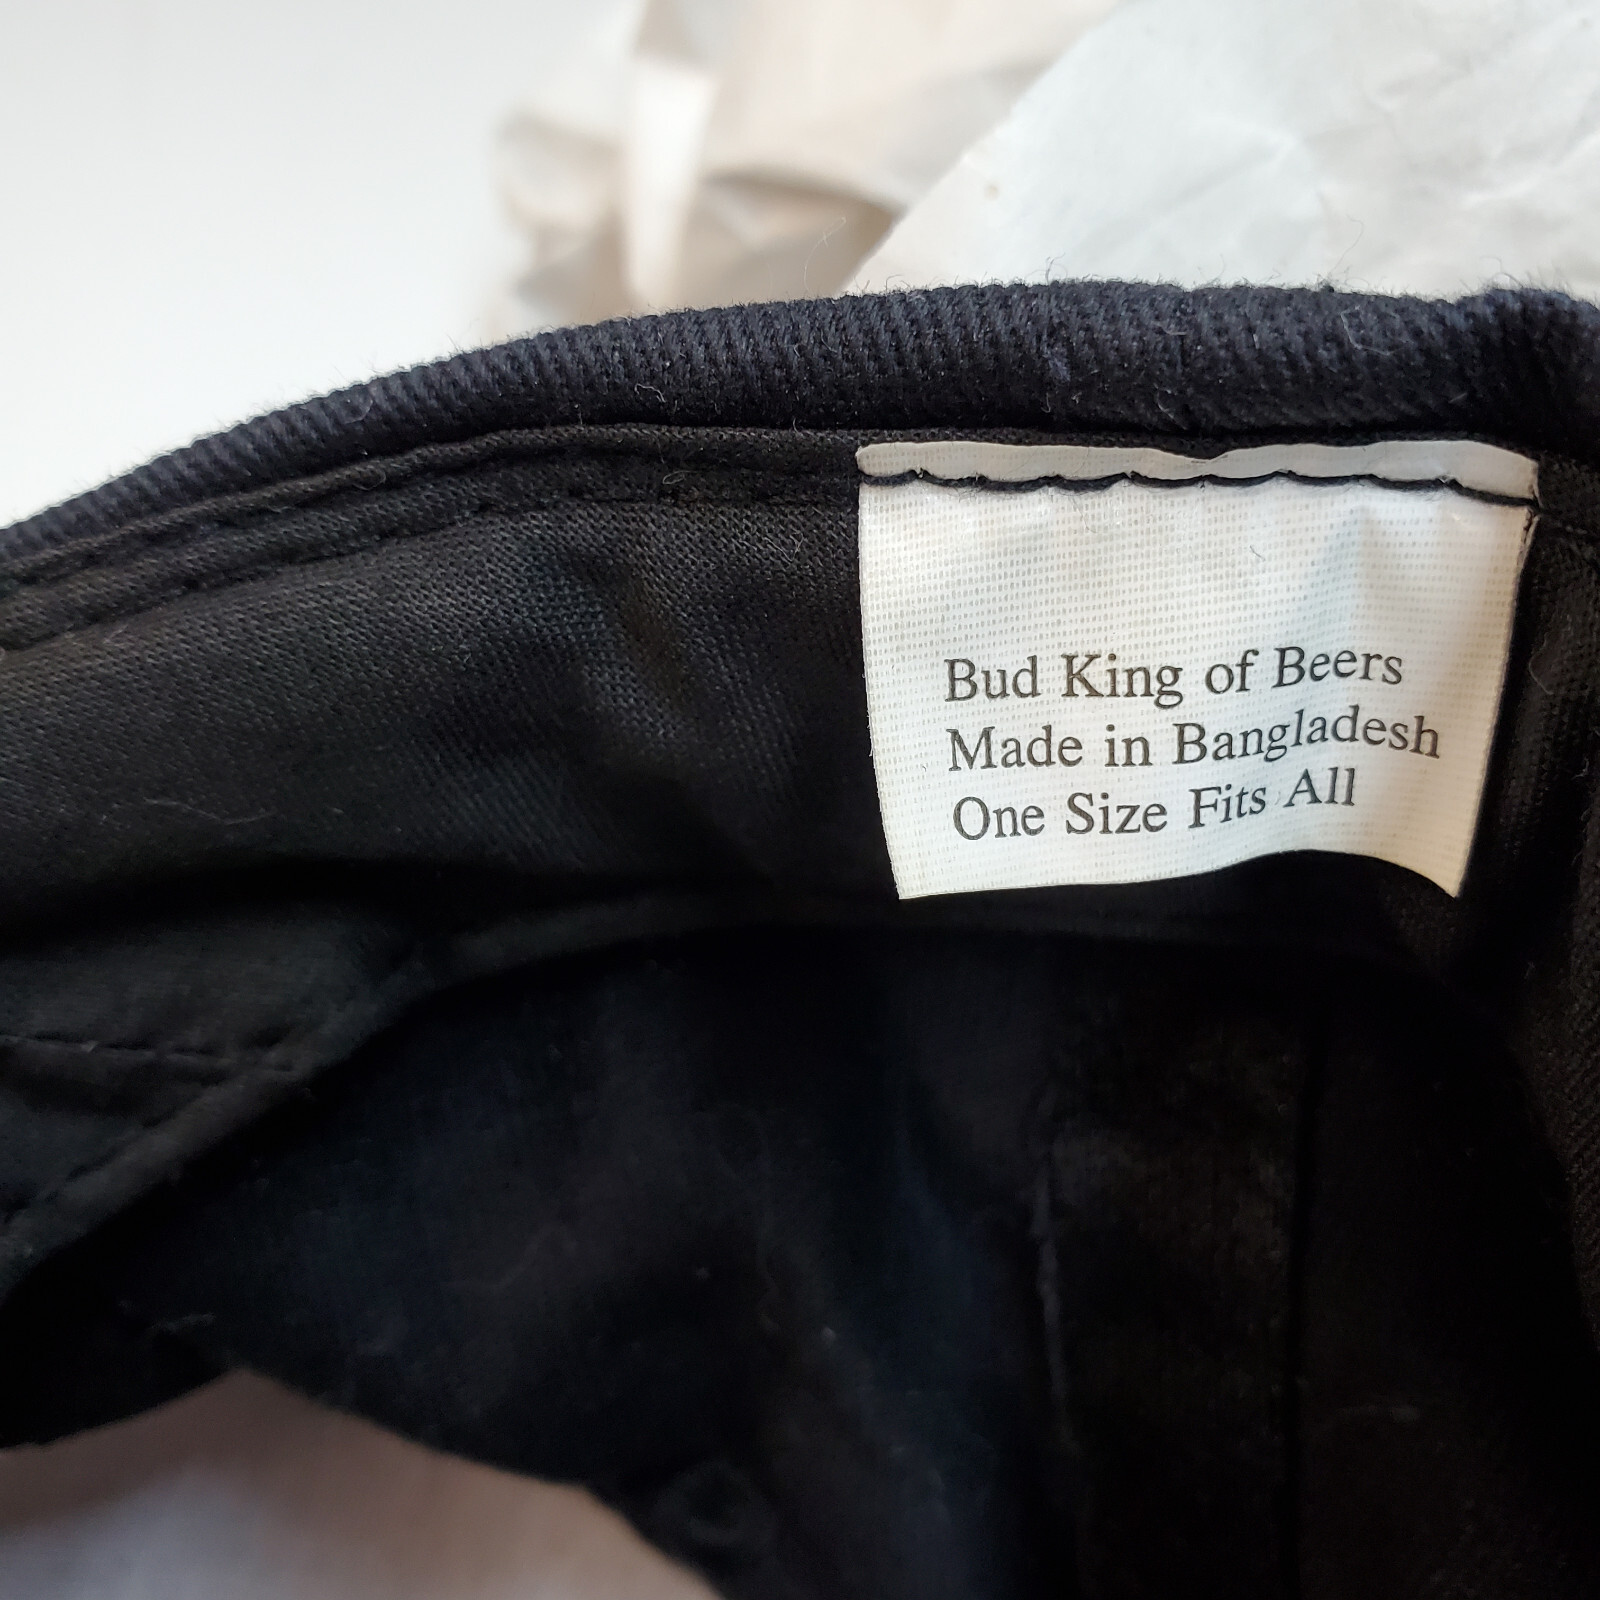 Bud King of Beers
Made in Bangladesh
One Size Fits All